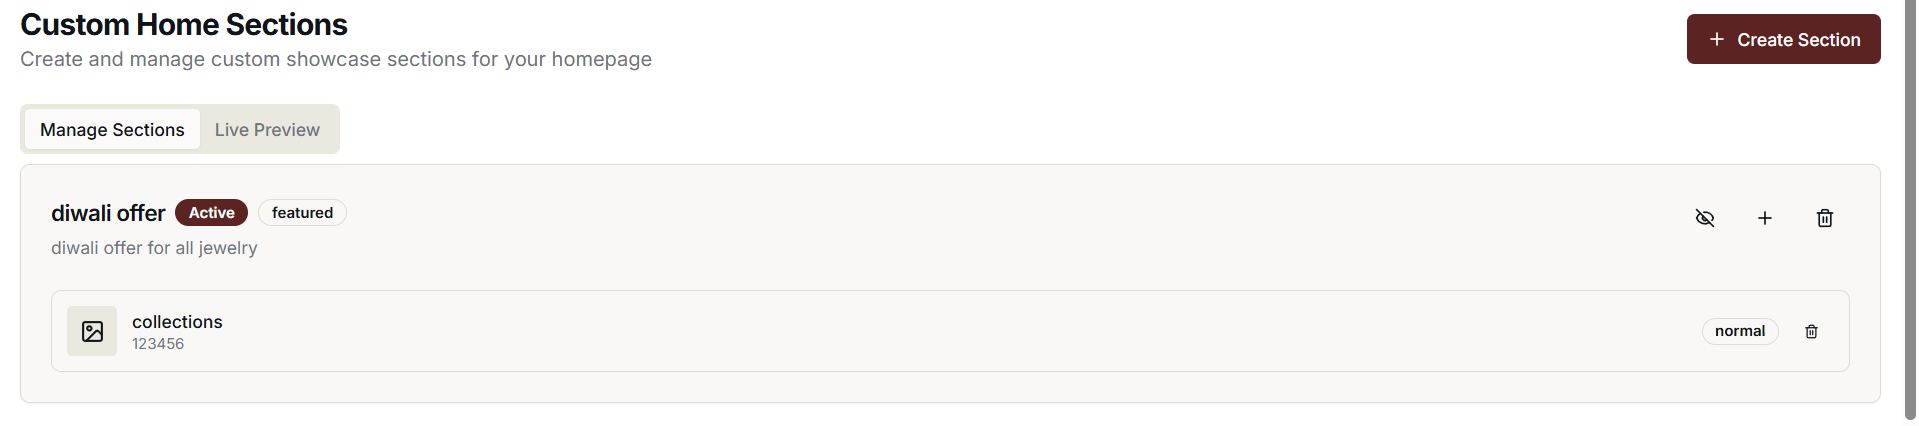 Custom Home Sections
Create and manage custom showcase sections for your homepage
Create Section
Manage Sections
Live Preview
diwali offer
Active
featured
diwali offer for all jewelry
collections
123456
normal